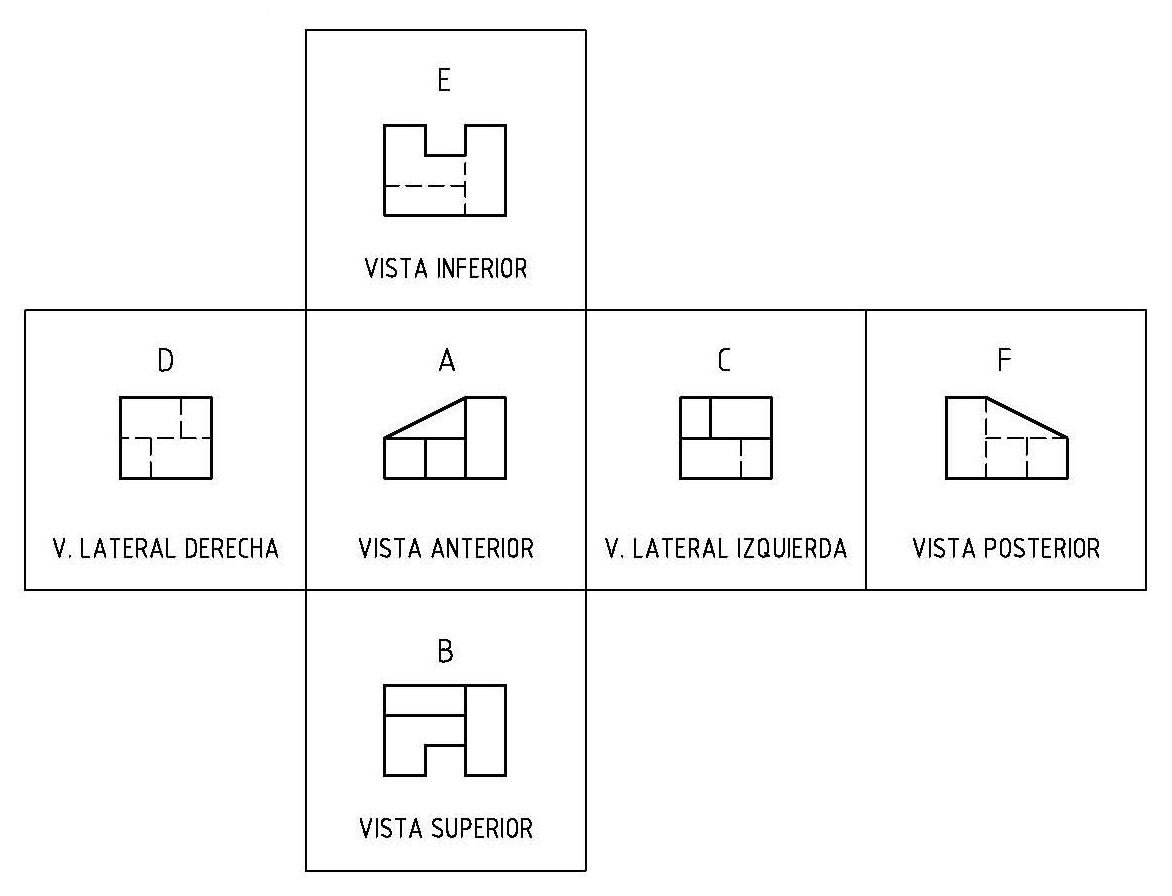 E
VISTA INFERIOR
D
A
C
F
V. LATERAL DERECHA
VISTA ANTERIOR
V. LATERAL IZQUIERDA
VISTA POSTERIOR
B
VISTA SUPERIOR